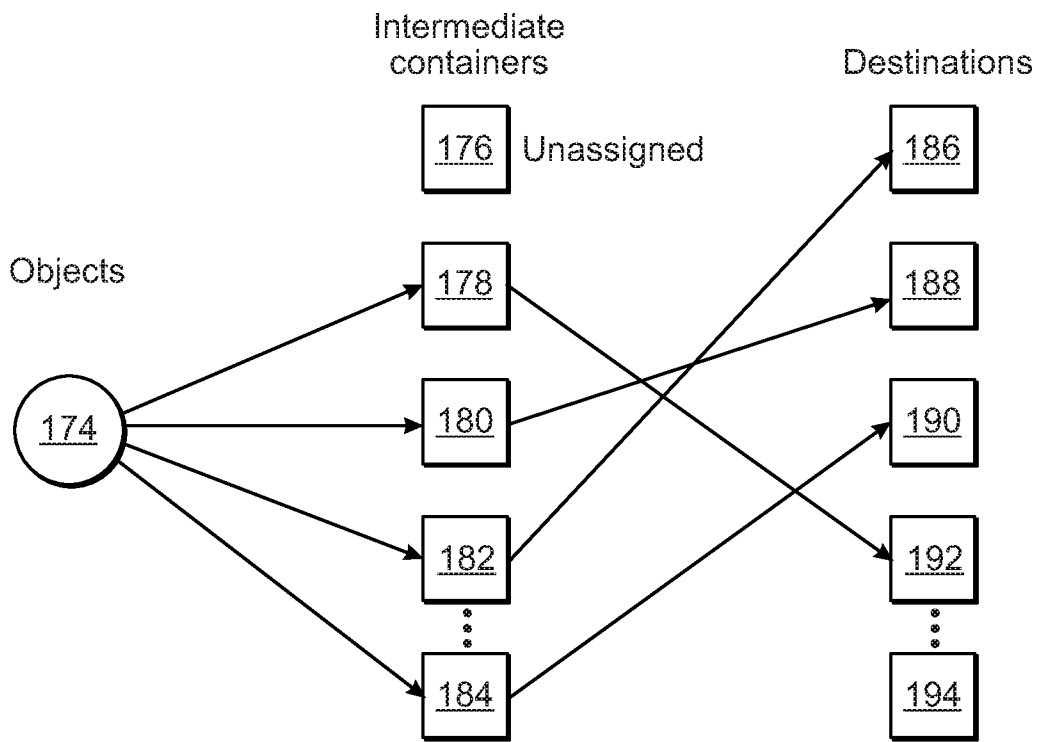 Intermediate
containers
Destinations
176 Unassigned
186
Objects
178
188
174
180
190
182
192
184
194